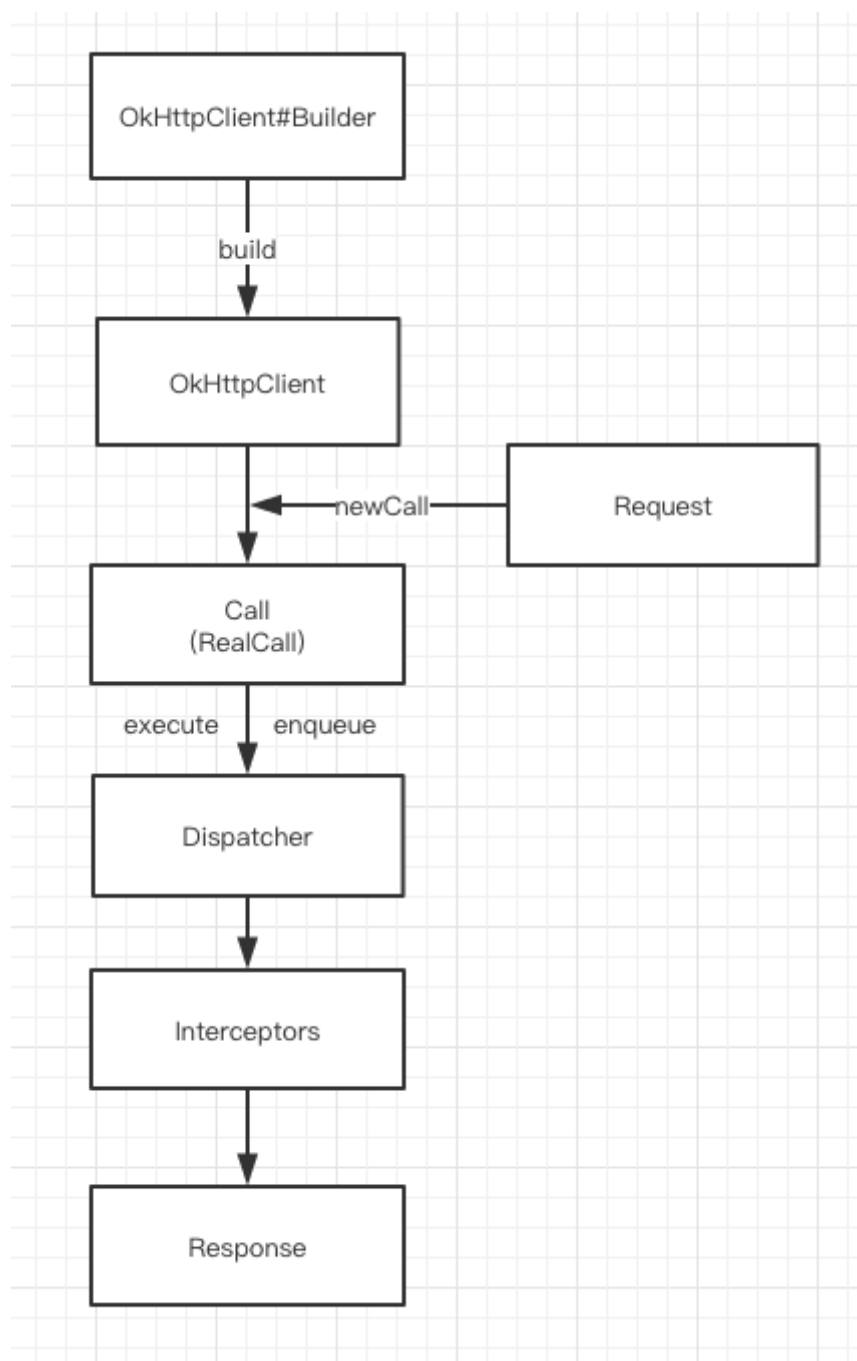 OkHttpClient#Builder
build
OkHttpClient
newCall
Request
Call
(RealCall)
execute
enqueue
Dispatcher
Interceptors
Response